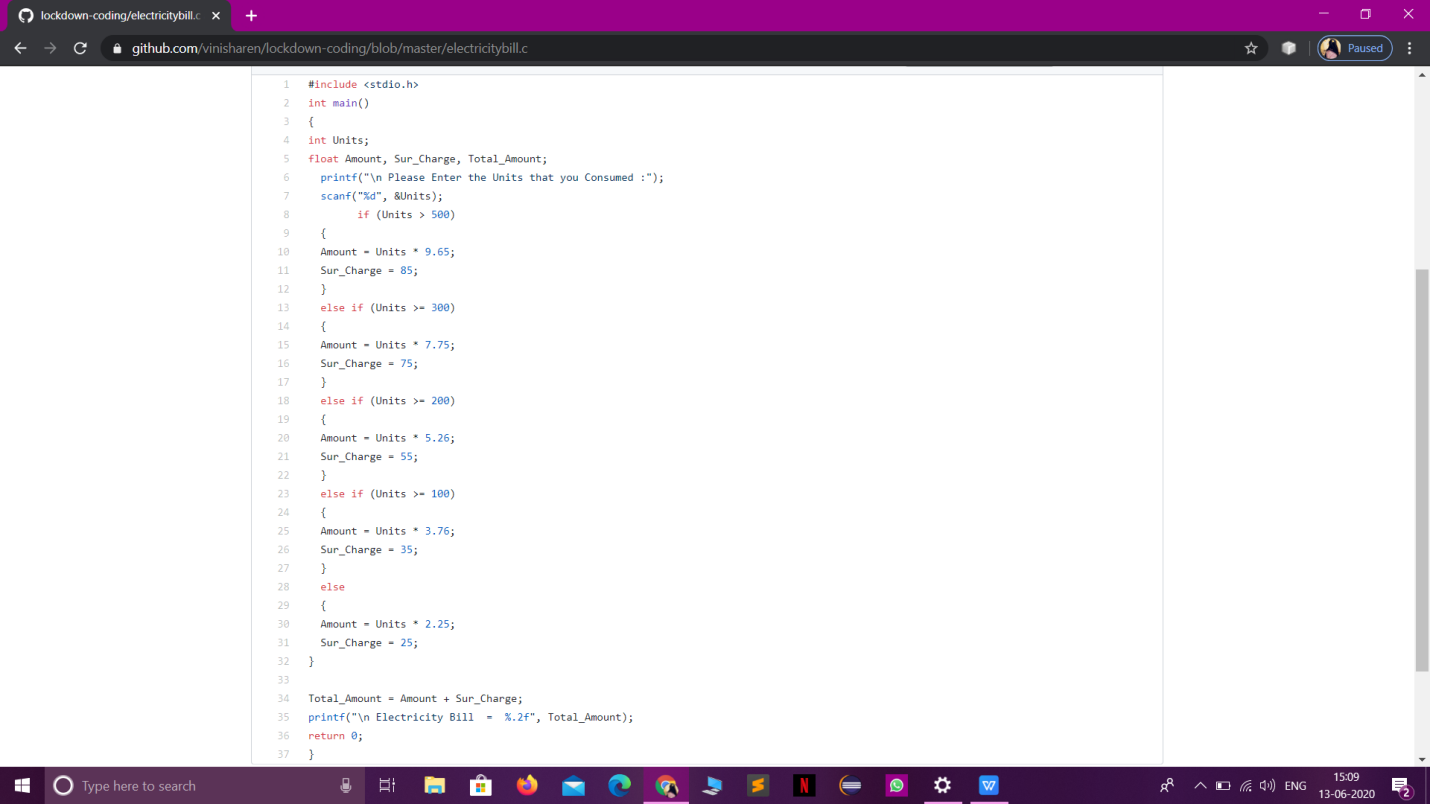 lockdown-coding/electricitybill.c
github.com/vinisharen/lockdown-coding/blob/master/electricitybill.c
Paused
1 #include <stdio.h>
2 int main()
3 {
4 int Units;
5 float Amount, Sur_Charge, Total_Amount;
6 printf("\n Please Enter the Units that you Consumed :");
7 scanf("%d", &Units);
8 if (Units > 500)
9 {
10 Amount = Units * 9.65;
11 Sur_Charge = 85;
12 }
13 else if (Units >= 300)
14 {
15 Amount = Units * 7.75;
16 Sur_Charge = 75;
17 }
18 else if (Units >= 200)
19 {
20 Amount = Units * 5.26;
21 Sur_Charge = 55;
22 }
23 else if (Units >= 100)
24 {
25 Amount = Units * 3.76;
26 Sur_Charge = 35;
27 }
28 else
29 {
30 Amount = Units * 2.25;
31 Sur_Charge = 25;
32 }
33
34 Total_Amount = Amount + Sur_Charge;
35 printf("\n Electricity Bill  =  %.2f", Total_Amount);
36 return 0;
37 }
Type here to search
N
W
ENG
15:09
13-06-2020
2